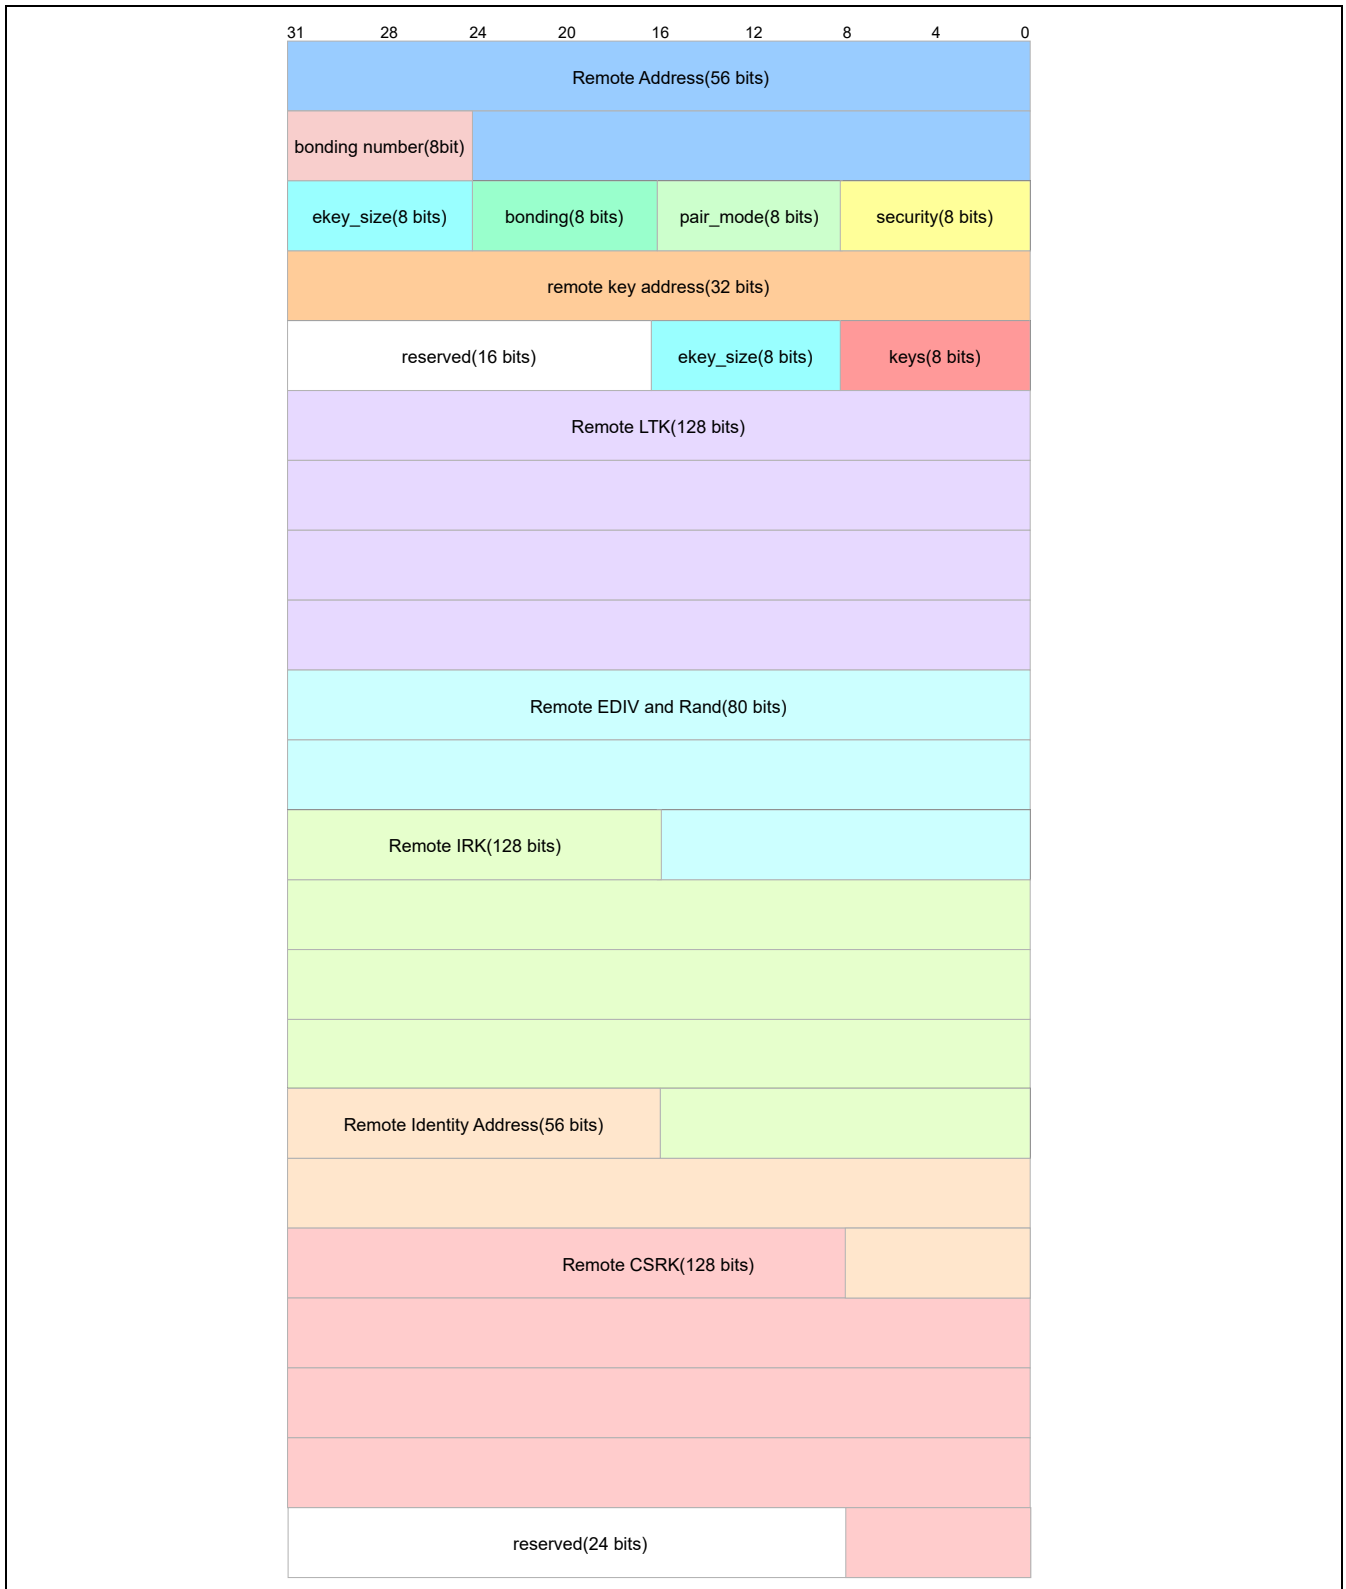 31 28 24 20 16 12 8 4 0
Remote Address(56 bits)
bonding number(8bit)
ekey_size(8 bits) bonding(8 bits) pair_mode(8 bits) security(8 bits)
remote key address(32 bits)
reserved(16 bits) ekey_size(8 bits) keys(8 bits)
Remote LTK(128 bits)
Remote EDIV and Rand(80 bits)
Remote IRK(128 bits)
Remote Identity Address(56 bits)
Remote CSRK(128 bits)
reserved(24 bits)